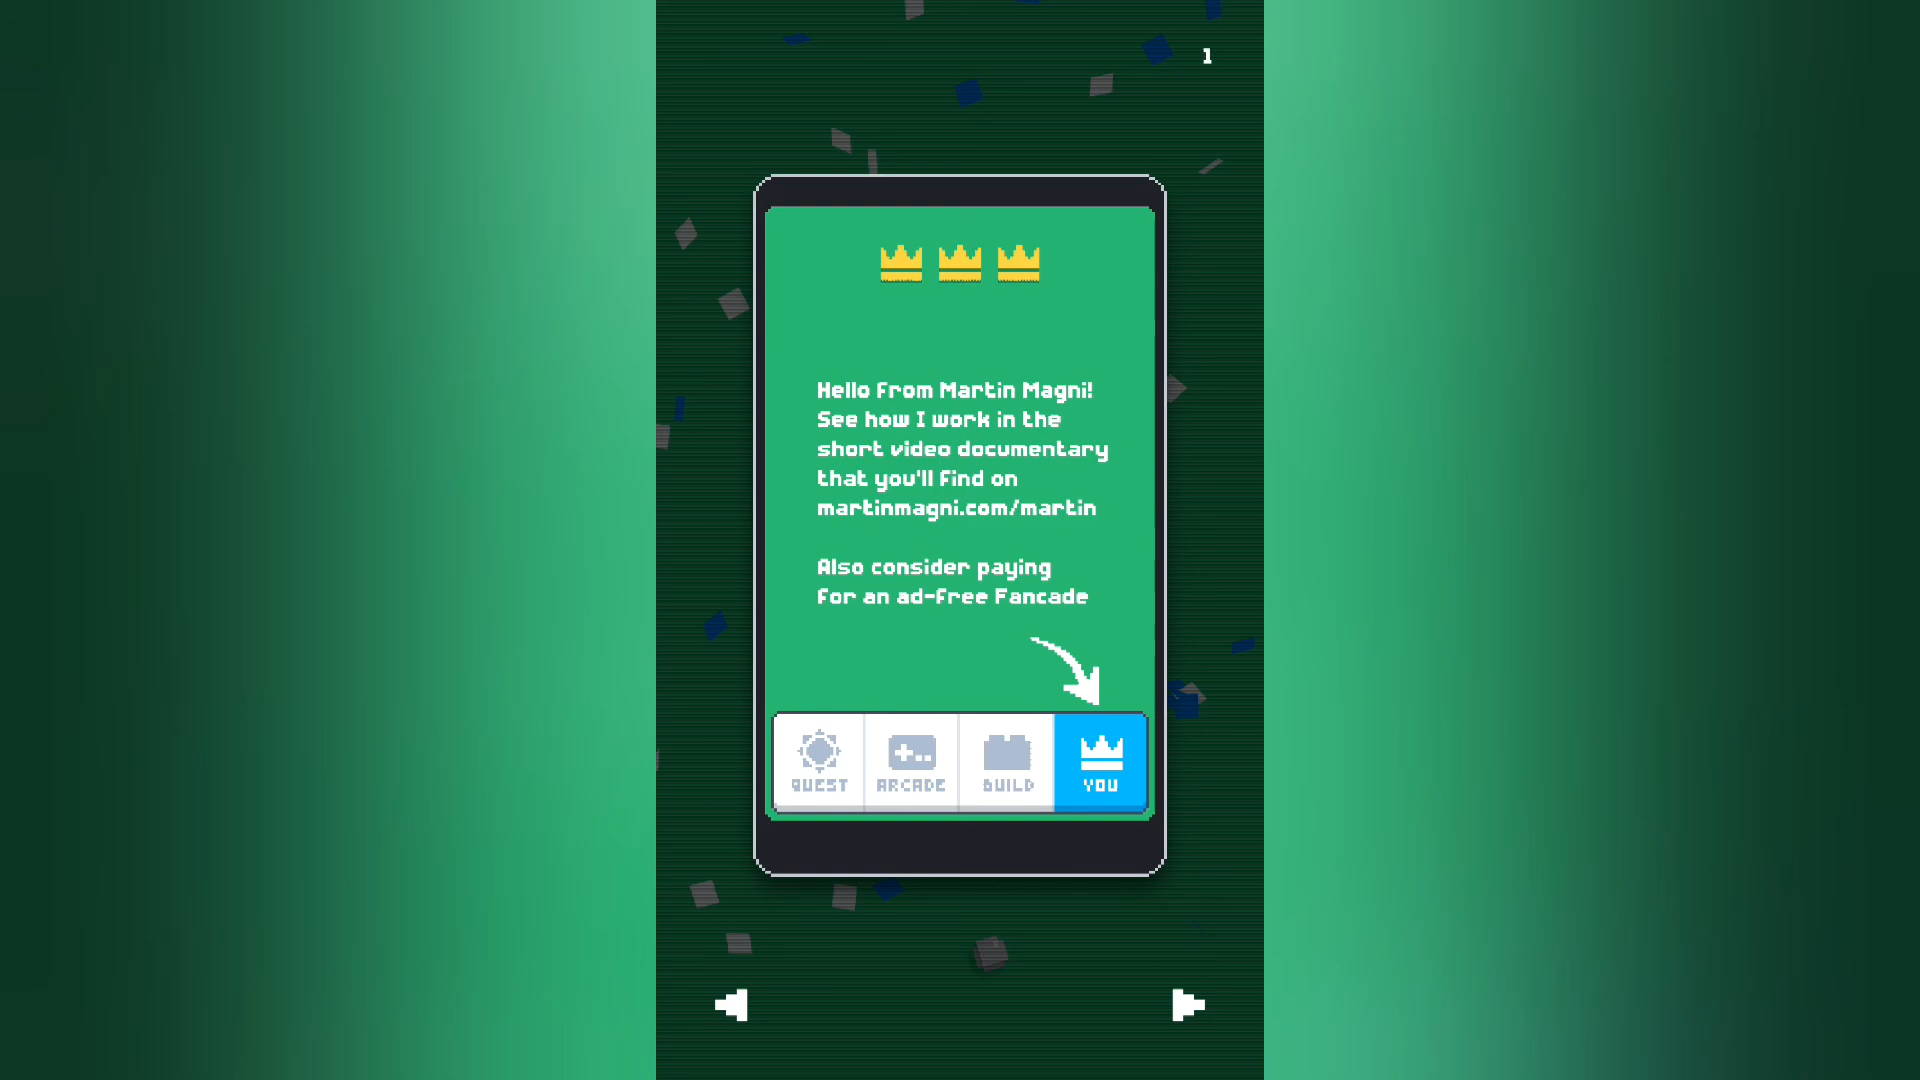 1
Hello from Martin Magni!
See how I work in the
short video documentary
that you'll find on
martinmagni.com/martin
Also consider paying
for an ad-free Fancade
QUEST ARCADE BUILD YOU